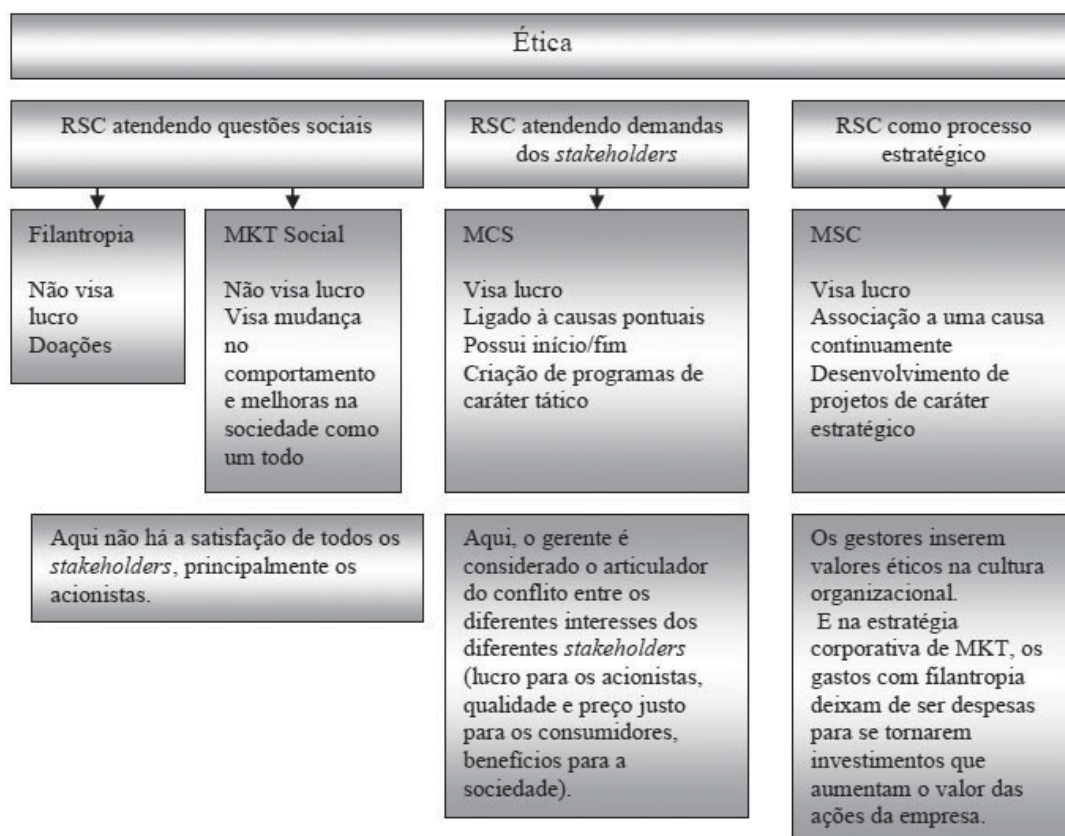 Ética
RSC atendendo questões sociais
RSC atendendo demandas
dos stakeholders
RSC como processo
estratégico
Filantropia
Não visa
lucro
Doações
MKT Social
Não visa lucro
Visa mudança
no
comportamento
e melhoras na
sociedade como
um todo
MCS
Visa lucro
Ligado à causas pontuais
Possui início/fim
Criação de programas de
caráter tático
MSC
Visa lucro
Associação a uma causa
continuamente
Desenvolvimento de
projetos de caráter
estratégico
Aqui não há a satisfação de todos os
stakeholders, principalmente os
acionistas.
Aqui, o gerente é
considerado o articulador
do conflito entre os
diferentes interesses dos
diferentes stakeholders
(lucro para os acionistas,
qualidade e preço justo
para os consumidores,
benefícios para a
sociedade).
Os gestores inserem
valores éticos na cultura
organizacional.
E na estratégia
corporativa de MKT, os
gastos com filantropia
deixam de ser despesas
para se tornarem
investimentos que
aumentam o valor das
ações da empresa.